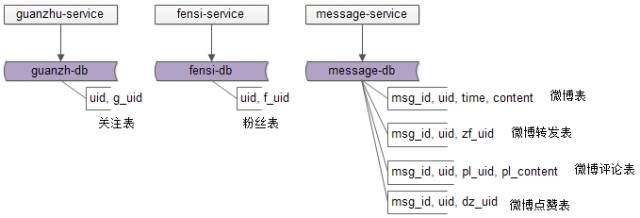 guanzhu-service
fensi-service
message-service
guanzh-db
fensi-db
message-db
uid, g_uid
关注表
uid, f_uid
粉丝表
msg_id, uid, time, content 微博表
msg_id, uid, zf_uid 微博转发表
msg_id, uid, pl_uid, pl_content 微博评论表
msg_id, uid, dz_uid 微博点赞表